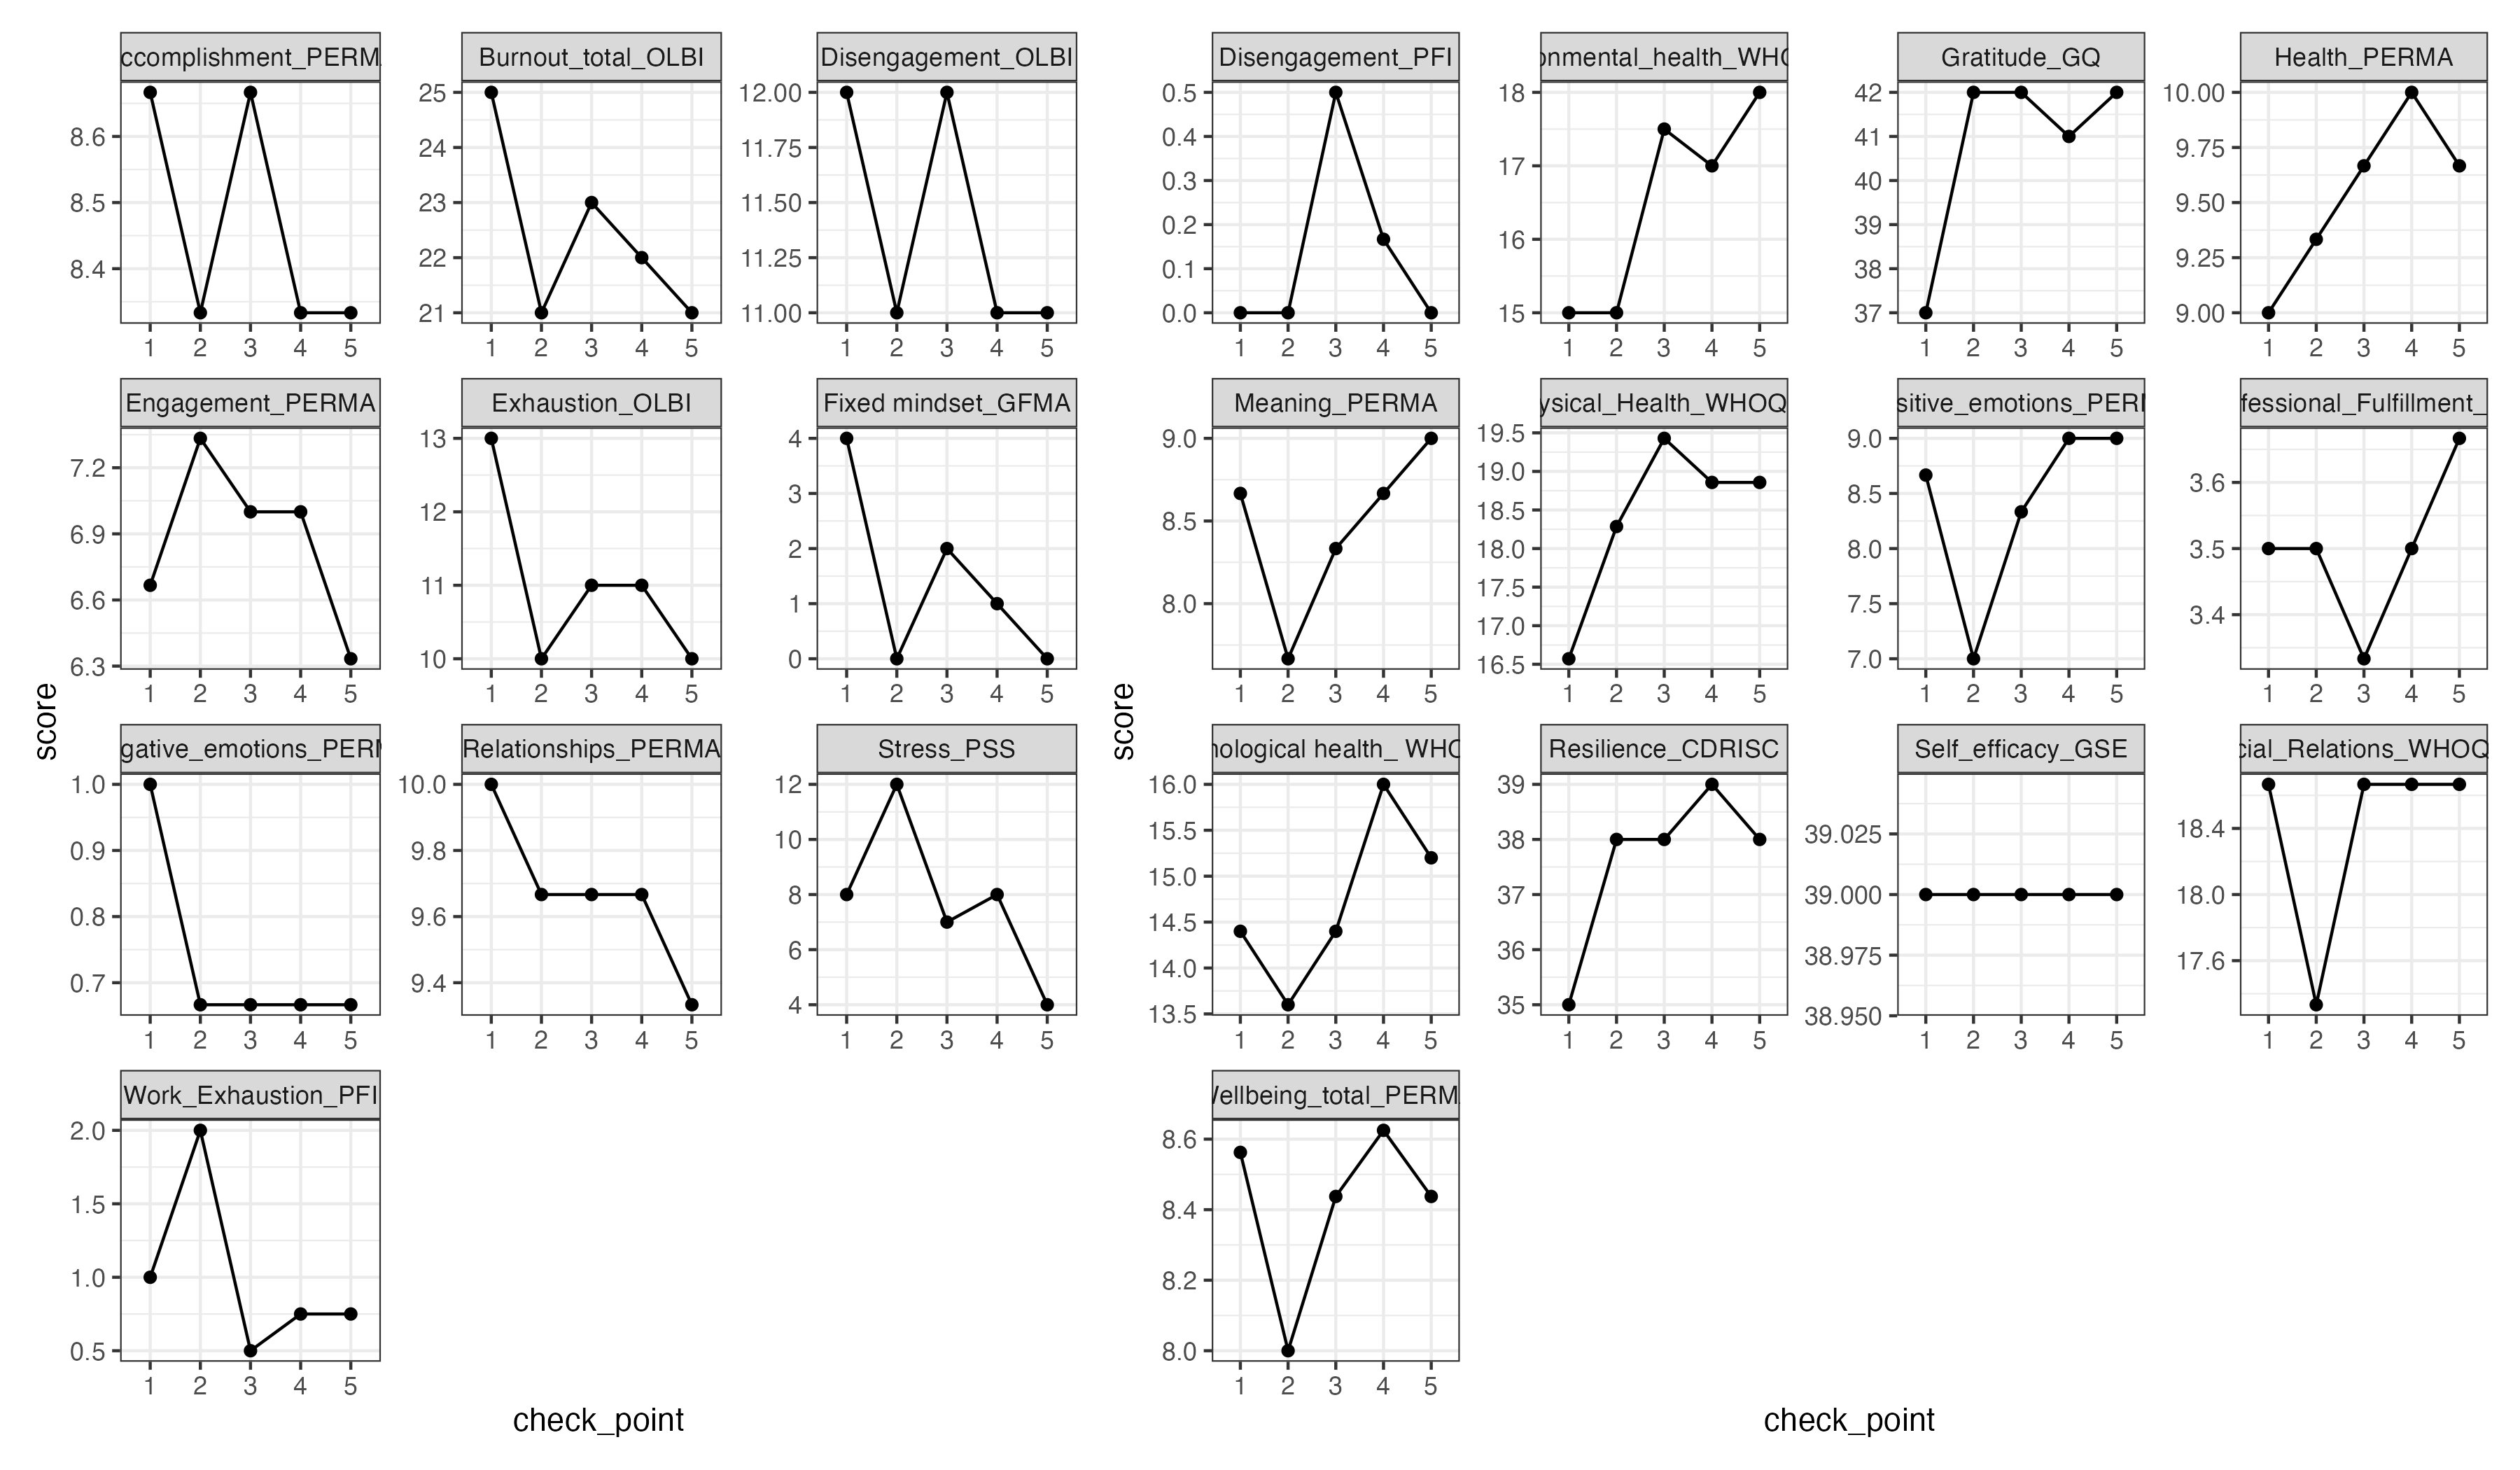 ccomplishment_PERM
Burnout_total_OLBI
Disengagement_OLBI
Disengagement_PFI
onmental_health_WHO
Gratitude_GQ
Health_PERMA
8.6
8.5
8.4
1 2 3 4 5
25
24
23
22
21
1 2 3 4 5
12.00
11.75
11.50
11.25
11.00
1 2 3 4 5
0.5
0.4
0.3
0.2
0.1
0.0
1 2 3 4 5
18
17
16
15
1 2 3 4 5
42
41
40
39
38
37
1 2 3 4 5
10.00
9.75
9.50
9.25
9.00
1 2 3 4 5
Engagement_PERMA
Exhaustion_OLBI
Fixed mindset_GFMA
Meaning_PERMA
ysical_Health_WHOQ
sitive_emotions_PERM
fessional_Fulfillment_
7.2
6.9
6.6
6.3
1 2 3 4 5
13
12
11
10
1 2 3 4 5
4
3
2
1
0
1 2 3 4 5
9.0
8.5
8.0
1 2 3 4 5
19.5
19.0
18.5
18.0
17.5
17.0
16.5
1 2 3 4 5
9.0
8.5
8.0
7.5
7.0
1 2 3 4 5
3.6
3.5
3.4
1 2 3 4 5
score
score
gative_emotions_PERM
Relationships_PERMA
Stress_PSS
nological health_ WHO
Resilience_CDRISC
Self_efficacy_GSE
cial_Relations_WHOQ
1.0
0.9
0.8
0.7
1 2 3 4 5
10.0
9.8
9.6
9.4
1 2 3 4 5
12
10
8
6
4
1 2 3 4 5
16.0
15.5
15.0
14.5
14.0
13.5
1 2 3 4 5
39
38
37
36
35
1 2 3 4 5
39.025
39.000
38.975
38.950
1 2 3 4 5
18.4
18.0
17.6
1 2 3 4 5
Work_Exhaustion_PFI
Wellbeing_total_PERM
2.0
1.5
1.0
0.5
1 2 3 4 5
8.6
8.4
8.2
8.0
1 2 3 4 5
check_point
check_point